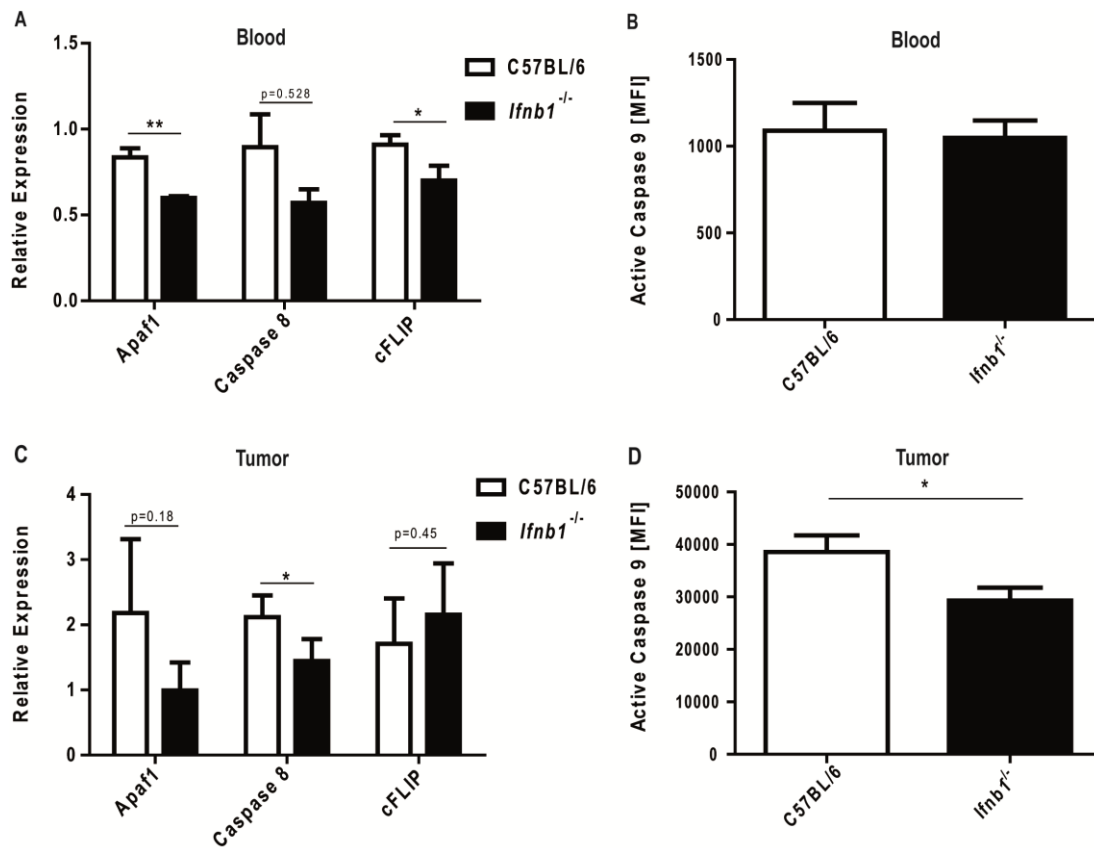 A
Blood
Relative Expression
1.5
1.0
0.5
0.0
**
p=0.528
*
C57BL/6
Ifnb1-/-
Apaf1
Caspase 8
cFLIP
B
Blood
Active Caspase 9 [MFI]
1500
1000
500
0
C57BL/6
Ifnb1-/-
C
Tumor
Relative Expression
4
3
2
1
0
p=0.18
*
p=0.45
C57BL/6
Ifnb1-/-
Apaf1
Caspase 8
cFLIP
D
Tumor
Active Caspase 9 [MFI]
50000
40000
30000
20000
10000
0
*
C57BL/6
Ifnb1-/-